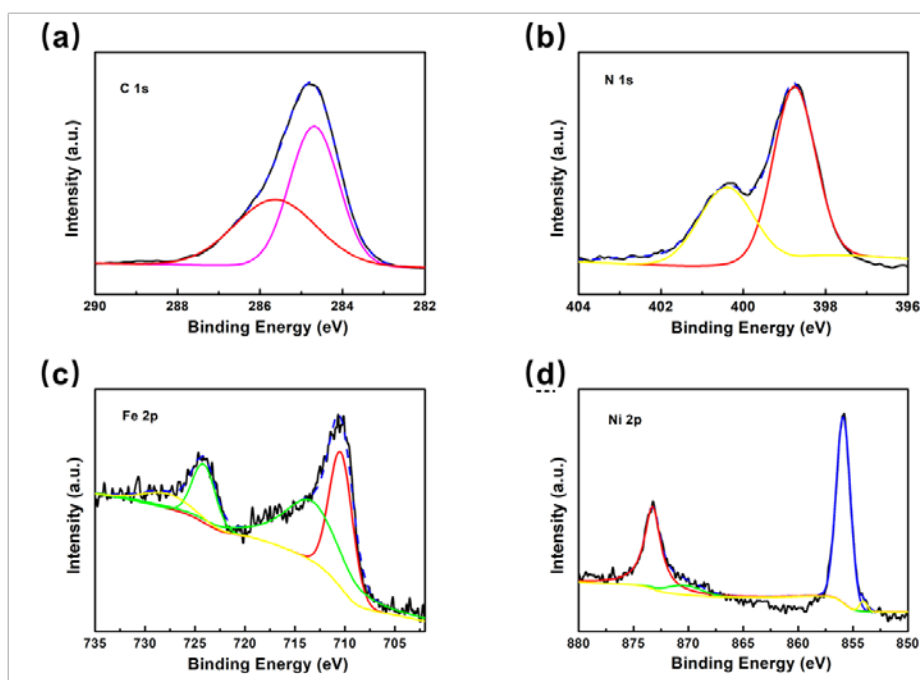 (a)
C 1s
Intensity (a.u.)
290 288 286 284 282
Binding Energy (eV)
(b)
N 1s
Intensity (a.u.)
404 402 400 398 396
Binding Energy (eV)
(c)
Fe 2p
Intensity (a.u.)
735 730 725 720 715 710 705
Binding Energy (eV)
(d)
Ni 2p
Intensity (a.u.)
880 875 870 865 860 855 850
Binding Energy (eV)